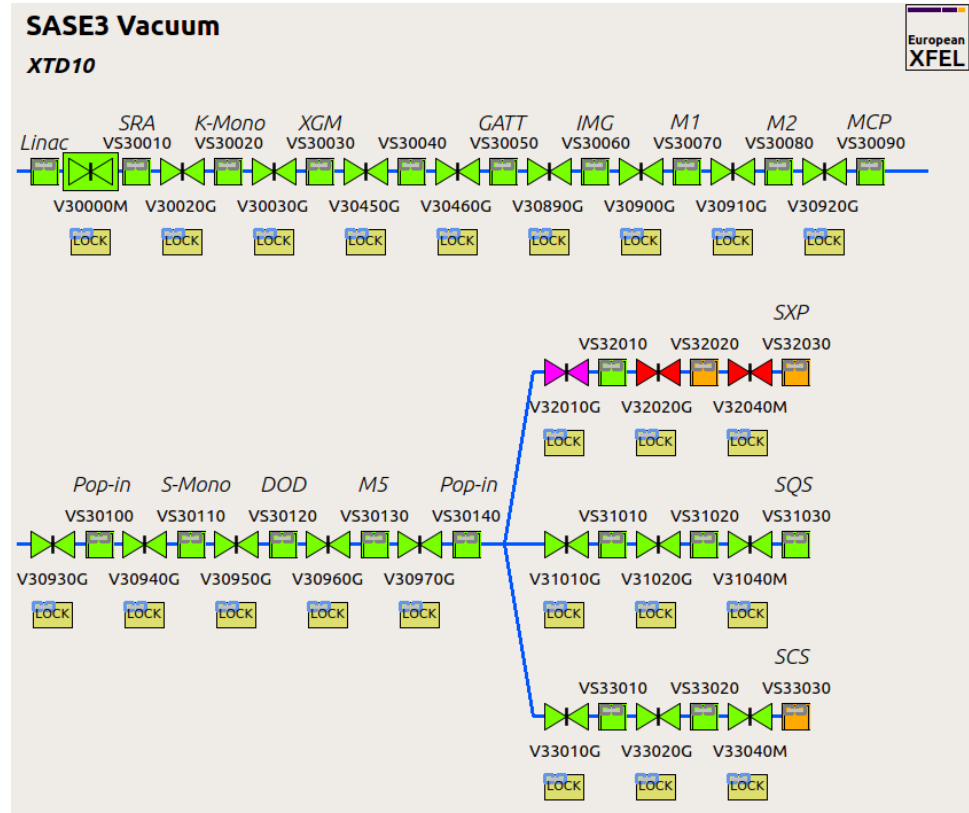 SASE3 Vacuum
European
XFEL
XTD10
SRA K-Mono XGM GATT IMG M1 M2 MCP
Linac VS30010 VS30020 VS30030 VS30040 VS30050 VS30060 VS30070 VS30080 VS30090
V30000M V30020G V30030G V30450G V30460G V30890G V30900G V30910G V30920G
LOCK LOCK LOCK LOCK LOCK LOCK LOCK LOCK LOCK
SXP
VS32010 VS32020 VS32030
V32010G V32020G V32040M
LOCK LOCK LOCK
Pop-in S-Mono DOD M5 Pop-in SQS
VS30100 VS30110 VS30120 VS30130 VS30140 VS31010 VS31020 VS31030
V30930G V30940G V30950G V30960G V30970G V31010G V31020G V31040M
LOCK LOCK LOCK LOCK LOCK LOCK LOCK LOCK
SCS
VS33010 VS33020 VS33030
V33010G V33020G V33040M
LOCK LOCK LOCK